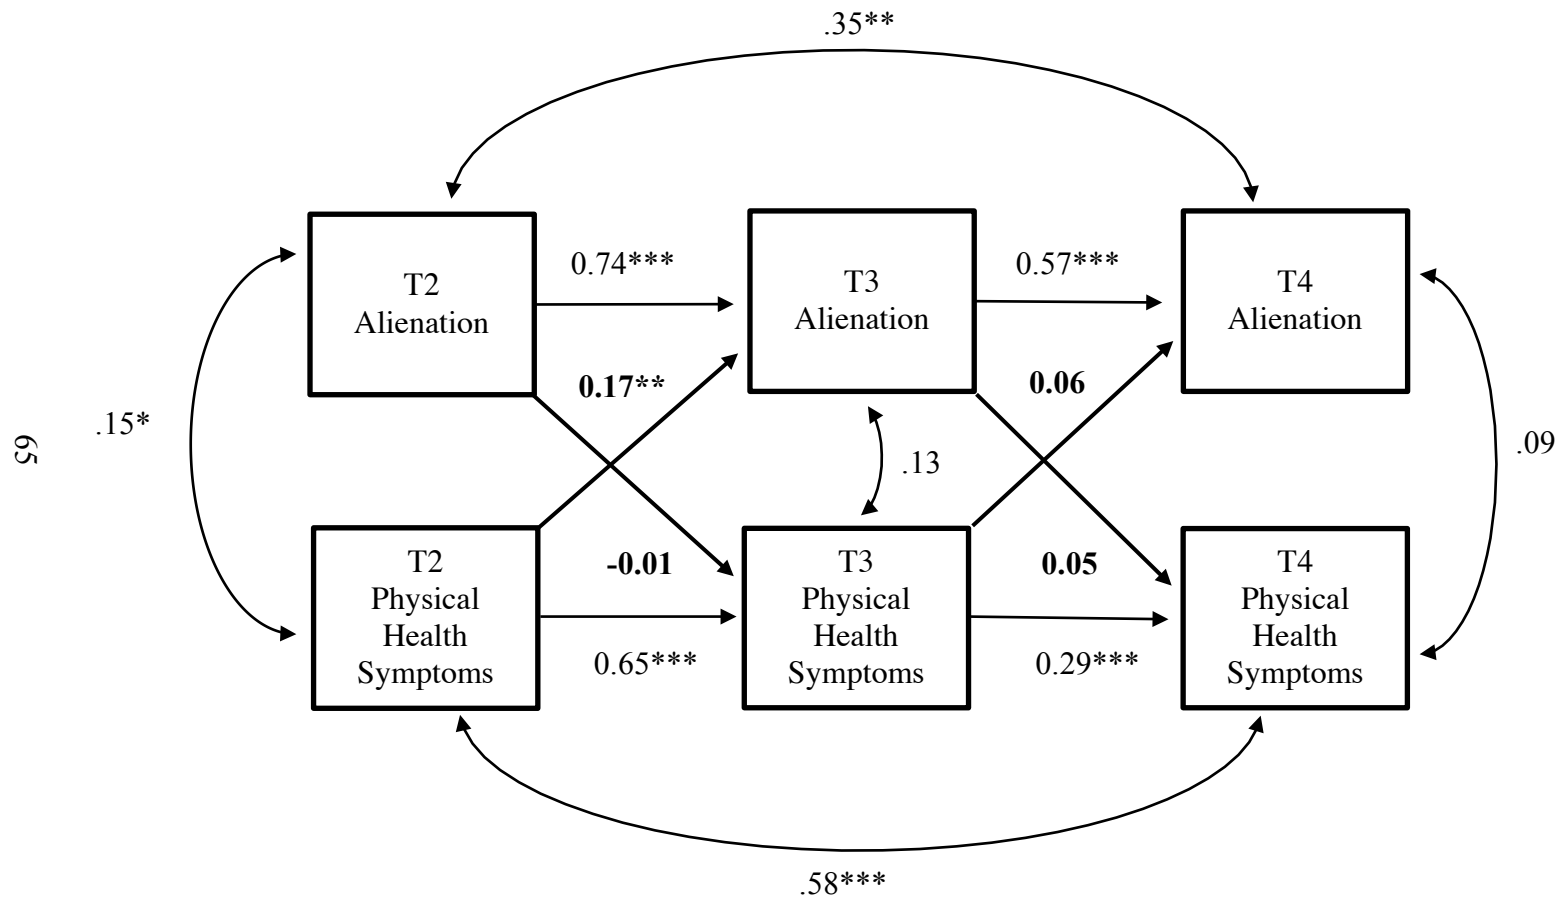 .35**
0.74***
0.57***
T2
Alienation
T3
Alienation
T4
Alienation
0.17**
0.06
.15*
65
.13
.09
-0.01
0.05
T2
Physical
Health
Symptoms
T3
Physical
Health
Symptoms
T4
Physical
Health
Symptoms
0.65***
0.29***
.58***